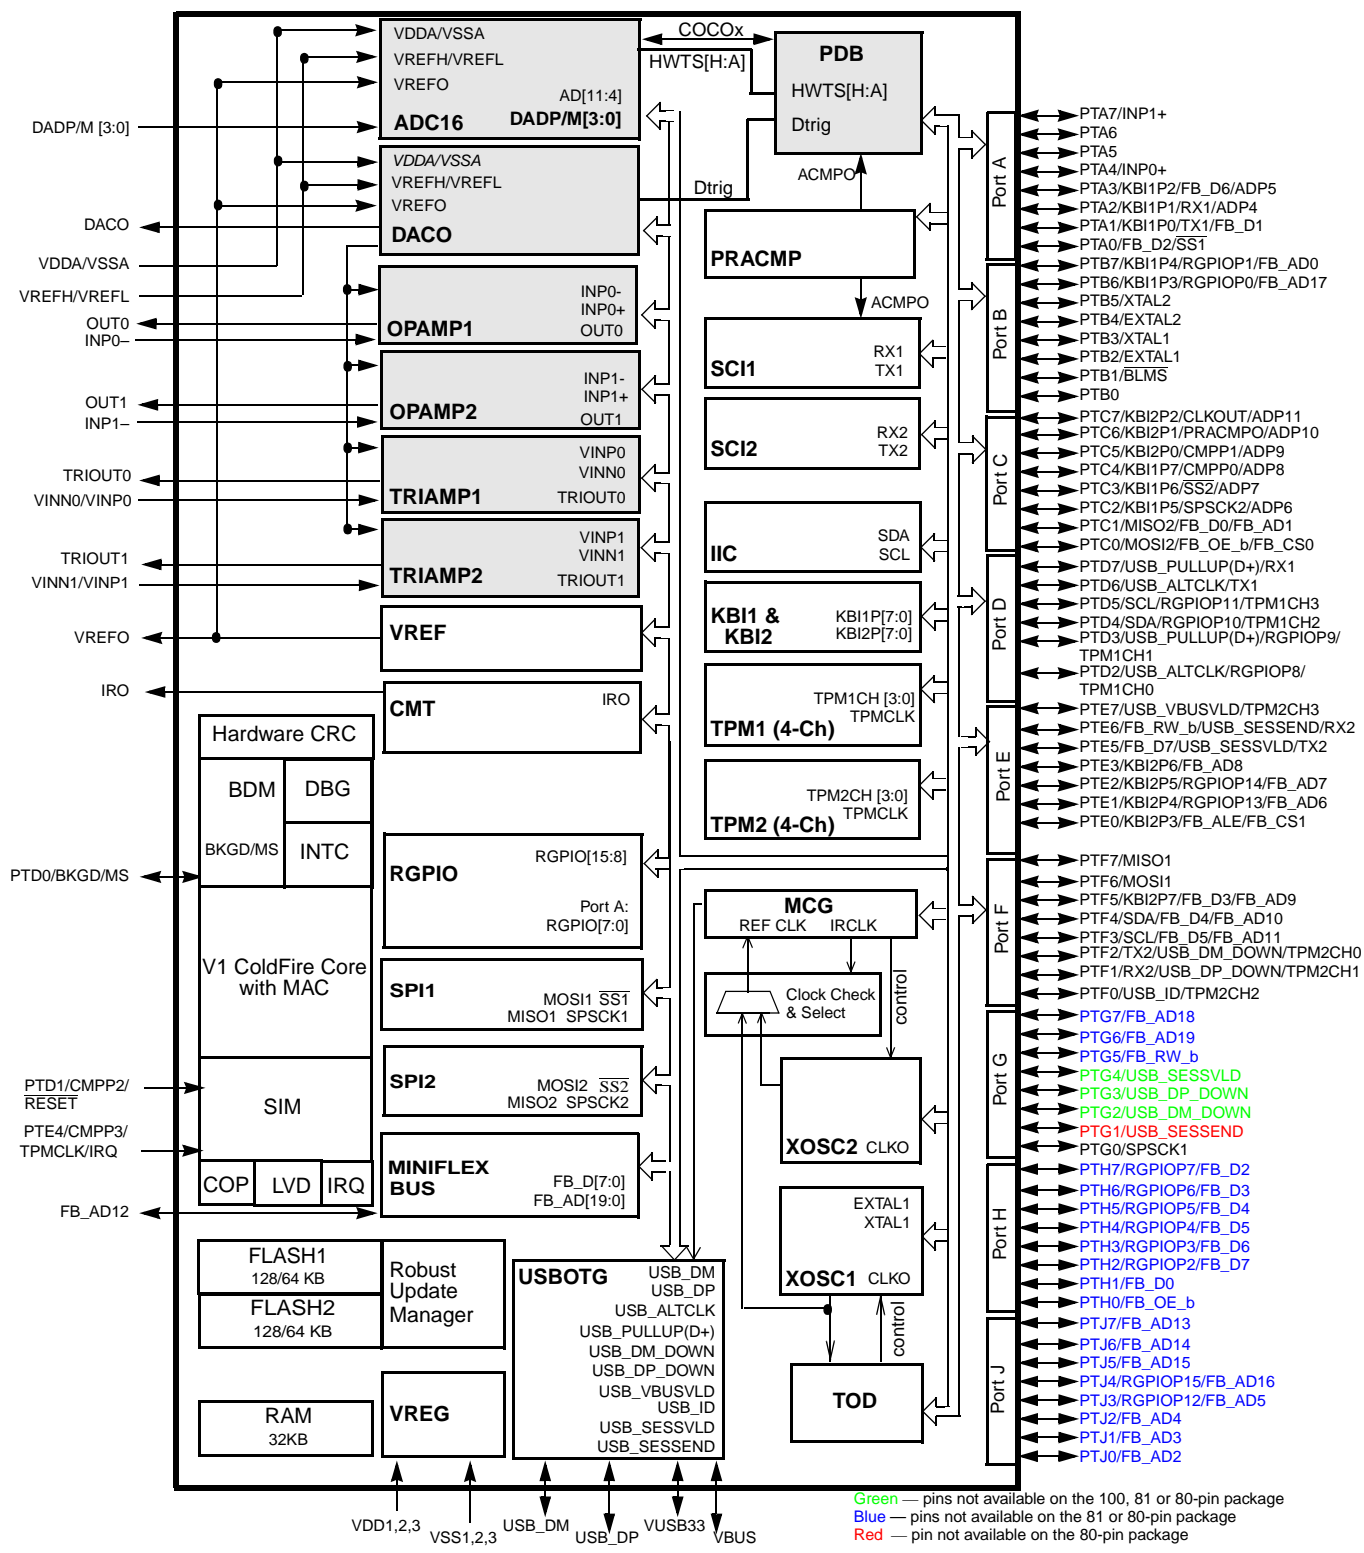 VDDA/VSSA
VREFH/VREFL
VREFO
AD[11:4]
DADP/M[3:0]
ADC16
DADP/M [3:0]
COCOx
HWTS[H:A]
PDB
HWTS[H:A]
Dtrig
VDDA/VSSA
VREFH/VREFL
VREFO
DACO
Dtrig
ACMPO
DACO
VDDA/VSSA
VREFH/VREFL
OUT0
INP0–
INP0-
INP0+
OUT0
OPAMP1
OUT1
INP1–
INP1-
INP1+
OUT1
OPAMP2
TRIOUT0
VINN0/VINP0
VINP0
VINN0
TRIOUT0
TRIAMP1
TRIOUT1
VINN1/VINP1
VINP1
VINN1
TRIOUT1
TRIAMP2
VREFO
VREF
IRO
CMT
IRO
PRACMP
ACMPO
SCI1
RX1
TX1
SCI2
RX2
TX2
IIC
SDA
SCL
KBI1 &
KBI2
KBI1P[7:0]
KBI2P[7:0]
TPM1CH [3:0]
TPMCLK
TPM1 (4-Ch)
TPM2CH [3:0]
TPMCLK
TPM2 (4-Ch)
Hardware CRC
BDM
DBG
BKGD/MS
INTC
PTD0/BKGD/MS
V1 ColdFire Core
with MAC
PTD1/CMPP2/
RESET
PTE4/CMPP3/
TPMCLK/IRQ
SIM
COP
LVD
IRQ
FB_AD12
RGPIO
RGPIO[15:8]
Port A:
RGPIO[7:0]
SPI1
MOSI1 SS1
MISO1 SPSCK1
SPI2
MOSI2 SS2
MISO2 SPSCK2
MINIFLEX
BUS
FB_D[7:0]
FB_AD[19:0]
MCG
REF CLK
IRCLK
Clock Check
& Select
control
XOSC2
CLKO
EXTAL1
XTAL1
XOSC1
CLKO
control
TOD
FLASH1
128/64 KB
FLASH2
128/64 KB
Robust
Update
Manager
RAM
32KB
VREG
USBOTG
USB_DM
USB_DP
USB_ALTCLK
USB_PULLUP(D+)
USB_DM_DOWN
USB_DP_DOWN
USB_VBUSVLD
USB_ID
USB_SESSVLD
USB_SESSEND
VDD1,2,3
VSS1,2,3
USB_DM
USB_DP
VUSB33
VBUS
Port A
PTA7/INP1+
PTA6
PTA5
PTA4/INP0+
PTA3/KBI1P2/FB_D6/ADP5
PTA2/KBI1P1/RX1/ADP4
PTA1/KBI1P0/TX1/FB_D1
PTA0/FB_D2/SS1
Port B
PTB7/KBI1P4/RGPIOP1/FB_AD0
PTB6/KBI1P3/RGPIOP0/FB_AD17
PTB5/XTAL2
PTB4/EXTAL2
PTB3/XTAL1
PTB2/EXTAL1
PTB1/BLMS
PTB0
Port C
PTC7/KBI2P2/CLKOUT/ADP11
PTC6/KBI2P1/PRACMPO/ADP10
PTC5/KBI2P0/CMPP1/ADP9
PTC4/KBI1P7/CMPP0/ADP8
PTC3/KBI1P6/SS2/ADP7
PTC2/KBI1P5/SPSCK2/ADP6
PTC1/MISO2/FB_D0/FB_AD1
PTC0/MOSI2/FB_OE_b/FB_CS0
Port D
PTD7/USB_PULLUP(D+)/RX1
PTD6/USB_ALTCLK/TX1
PTD5/SCL/RGPIOP11/TPM1CH3
PTD4/SDA/RGPIOP10/TPM1CH2
PTD3/USB_PULLUP(D+)/RGPIOP9/
TPM1CH1
PTD2/USB_ALTCLK/RGPIOP8/
TPM1CH0
Port E
PTE7/USB_VBUSVLD/TPM2CH3
PTE6/FB_RW_b/USB_SESSEND/RX2
PTE5/FB_D7/USB_SESSVLD/TX2
PTE3/KBI2P6/FB_AD8
PTE2/KBI2P5/RGPIOP14/FB_AD7
PTE1/KBI2P4/RGPIOP13/FB_AD6
PTE0/KBI2P3/FB_ALE/FB_CS1
Port F
PTF7/MISO1
PTF6/MOSI1
PTF5/KBI2P7/FB_D3/FB_AD9
PTF4/SDA/FB_D4/FB_AD10
PTF3/SCL/FB_D5/FB_AD11
PTF2/TX2/USB_DM_DOWN/TPM2CH0
PTF1/RX2/USB_DP_DOWN/TPM2CH1
PTF0/USB_ID/TPM2CH2
Port G
PTG7/FB_AD18
PTG6/FB_AD19
PTG5/FB_RW_b
PTG4/USB_SESSVLD
PTG3/USB_DP_DOWN
PTG2/USB_DM_DOWN
PTG1/USB_SESSEND
PTG0/SPSCK1
Port H
PTH7/RGPIOP7/FB_D2
PTH6/RGPIOP6/FB_D3
PTH5/RGPIOP5/FB_D4
PTH4/RGPIOP4/FB_D5
PTH3/RGPIOP3/FB_D6
PTH2/RGPIOP2/FB_D7
PTH1/FB_D0
PTH0/FB_OE_b
Port J
PTJ7/FB_AD13
PTJ6/FB_AD14
PTJ5/FB_AD15
PTJ4/RGPIOP15/FB_AD16
PTJ3/RGPIOP12/FB_AD5
PTJ2/FB_AD4
PTJ1/FB_AD3
PTJ0/FB_AD2
Green — pins not available on the 100, 81 or 80-pin package
Blue — pins not available on the 81 or 80-pin package
Red — pin not available on the 80-pin package